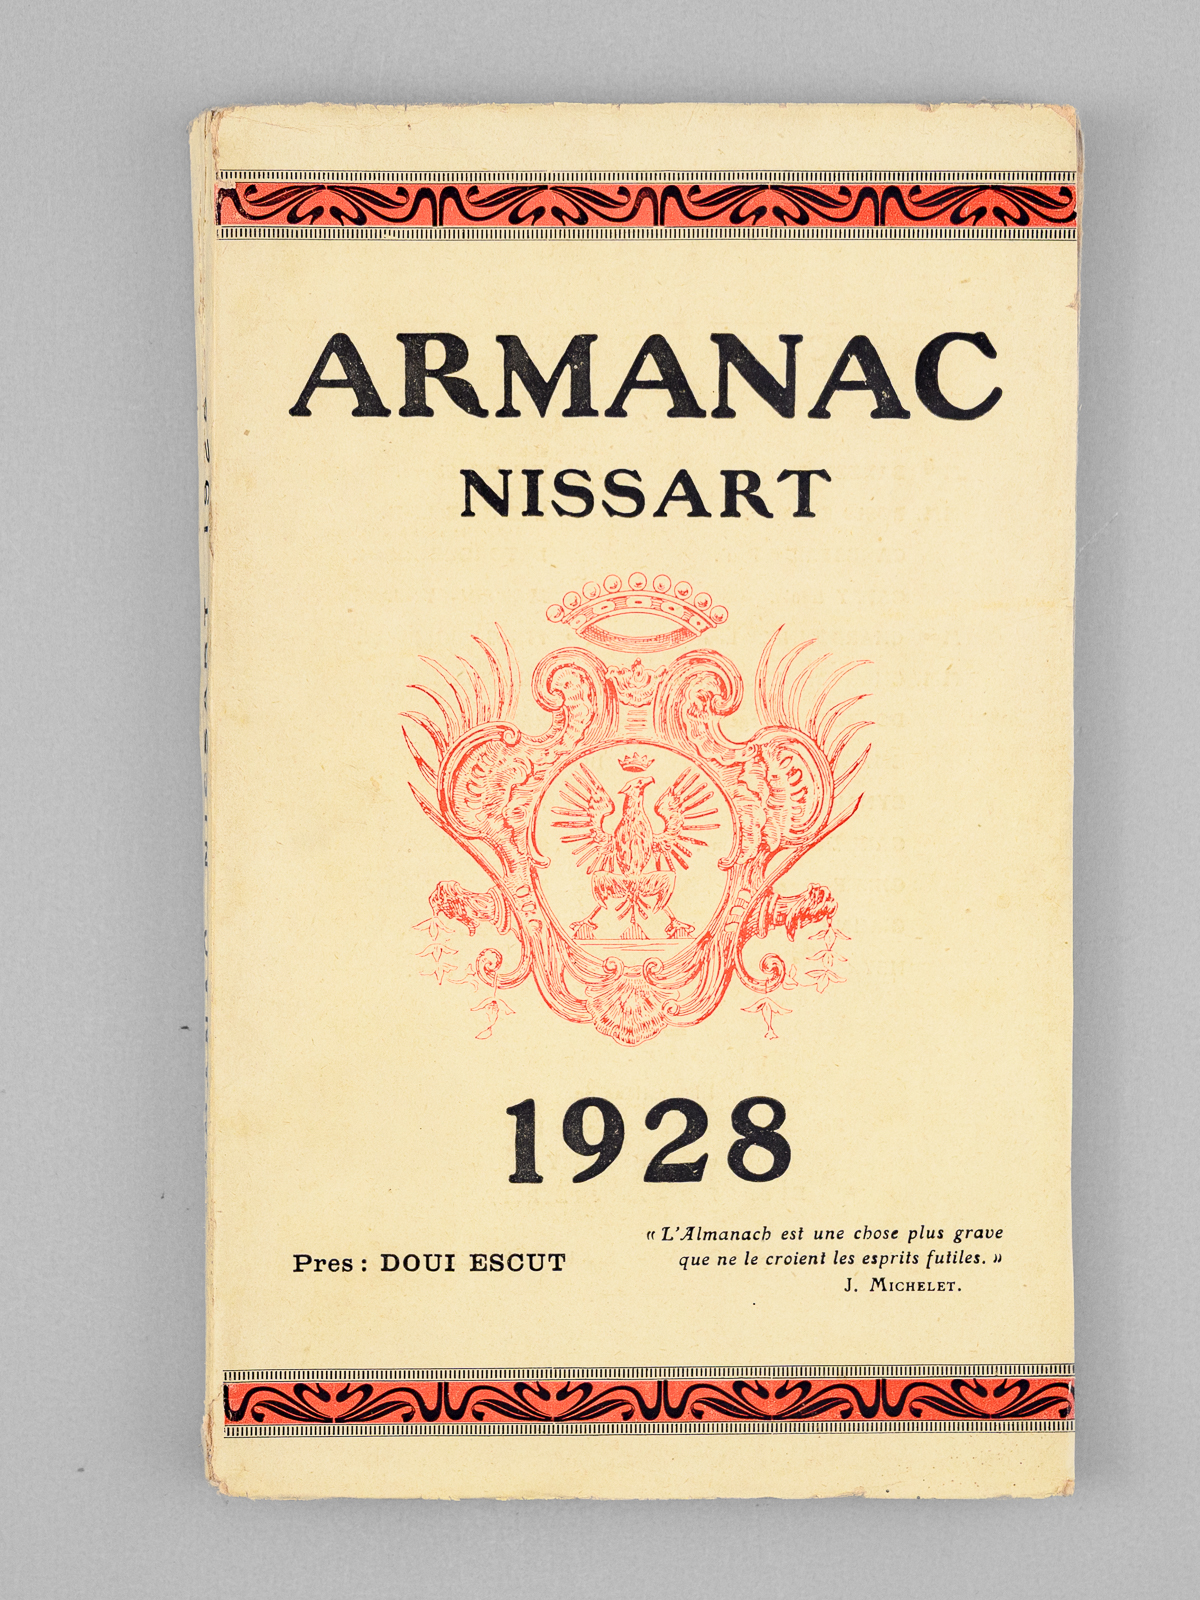 ARMANAC
NISSART
1928
Pres : DOUI ESCUT
« L'Almanach est une chose plus grave
que ne le croient les esprits futiles. »
J. MICHELET.